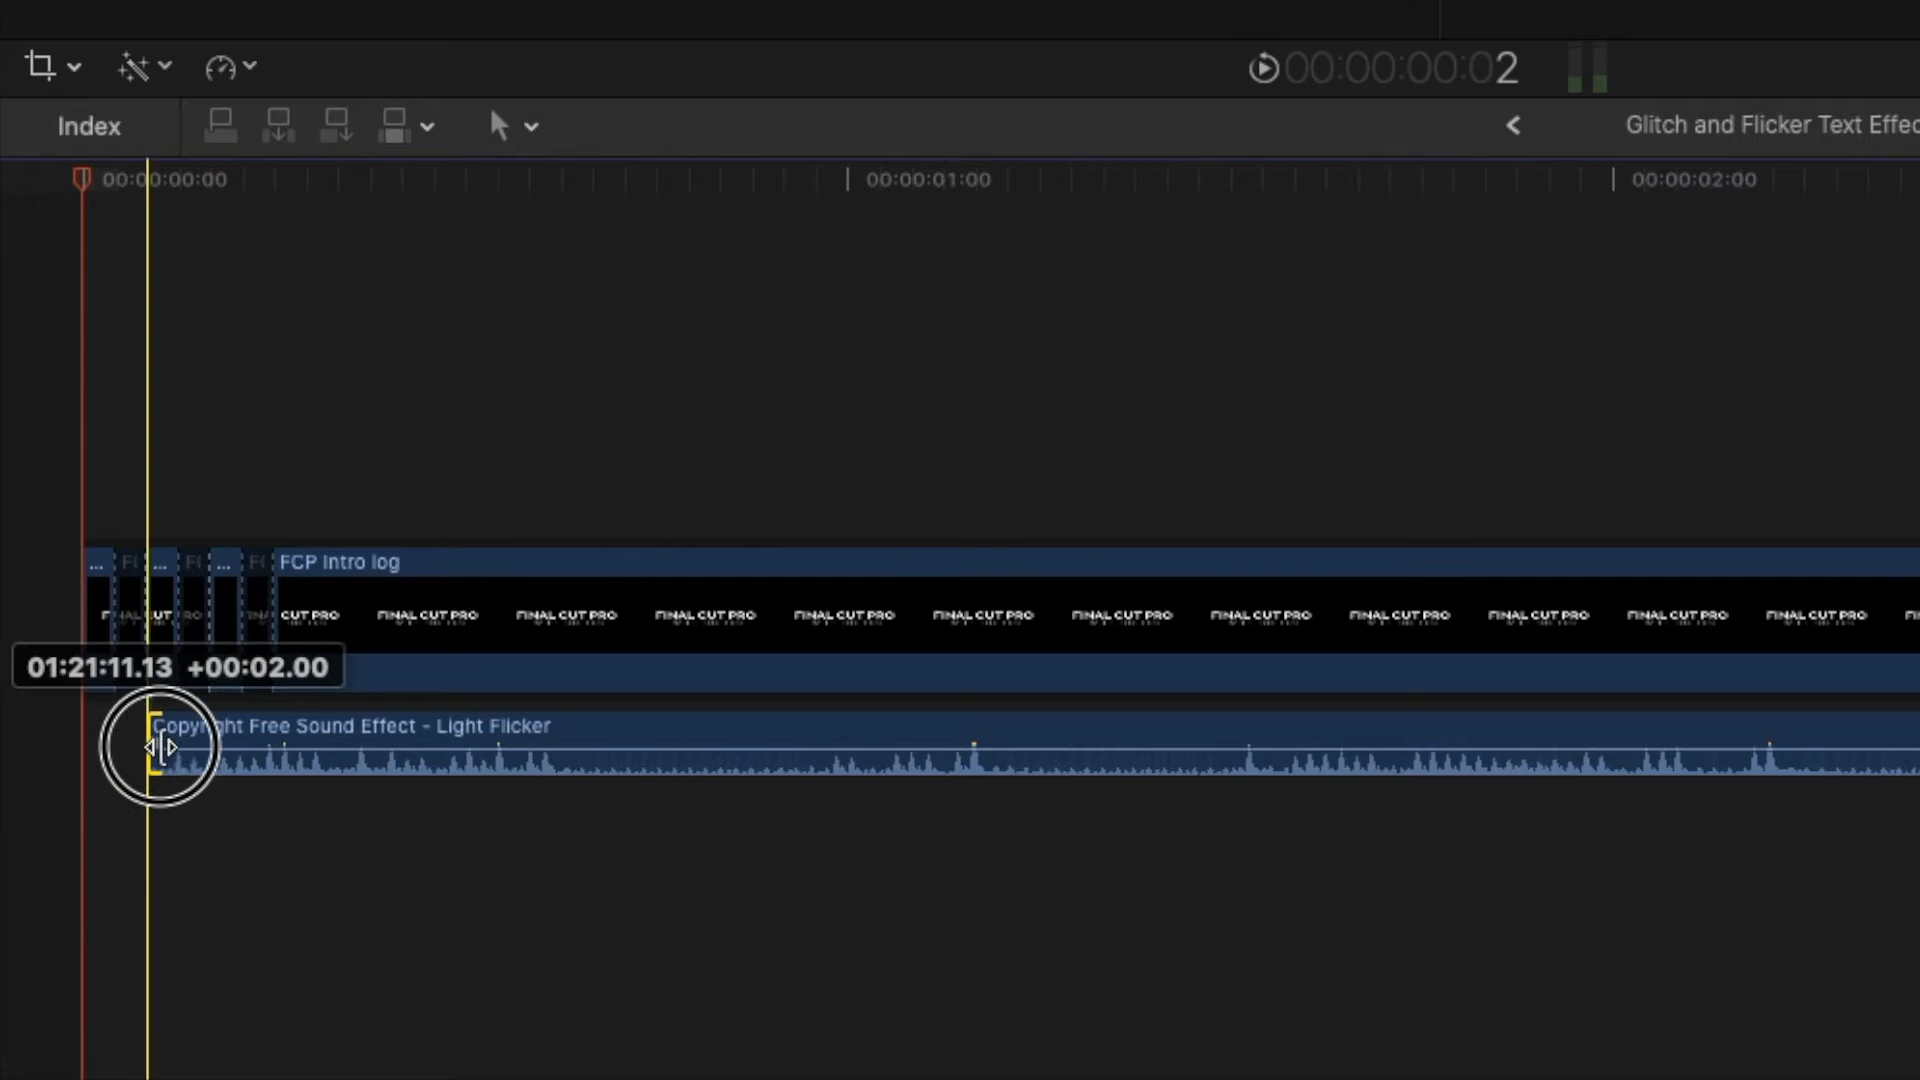 00:00:00:02
Index
Glitch and Flicker Text Effec
00:00:00:00 00:00:01:00 00:00:02:00
... F( ... F( ... F( FCP Intro log
CUT PRO FINAL CUT PRO FINAL CUT PRO FINAL CUT PRO FINAL CUT PRO FINAL CUT PRO FINAL CUT PRO FINAL CUT PRO FINAL CUT PRO FINAL CUT PRO FINAL CUT PRO FINAL CUT PRO
01:21:11.13 +00:02.00
Copyright Free Sound Effect - Light Flicker